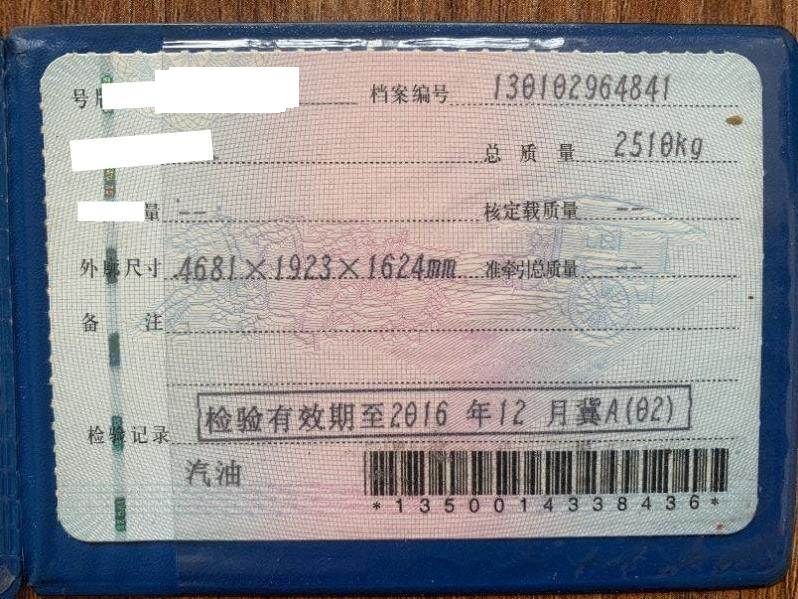 号牌 档案编号 130102964841
总质量 2510kg
量 -- 核定载质量 --
外廓尺寸 4681×1923×1624mm 准牵引总质量 --
备注
检验有效期至2016年12月冀A(02)
检验记录
汽油
*1350014338436*